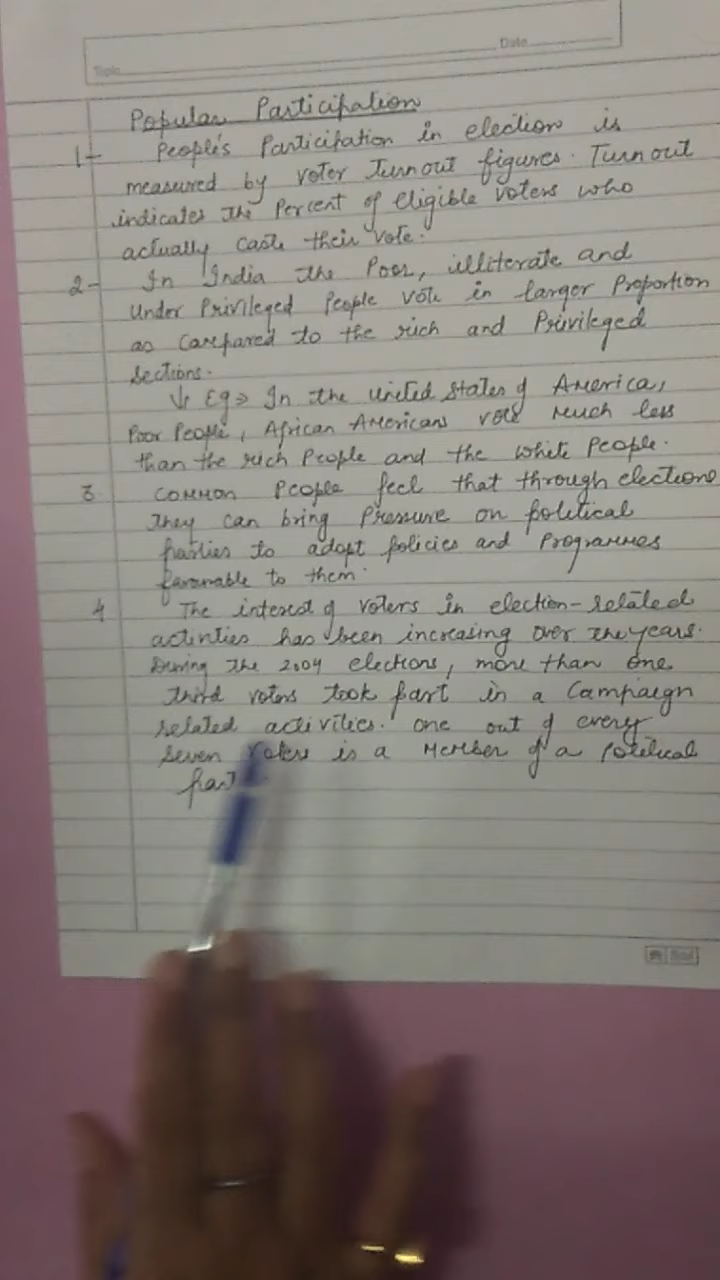 Topic
Date
Popular Participation
1- People's Participation in election is
measured by voter Turnout figures. Turnout
indicates the Percent of eligible voters who
actually caste their vote.
2- In India the Poor, illiterate and
Under Privileged People vote in larger Proportion
as compared to the rich and Privileged
sections.
↓ Eg → In the united States of America,
Poor People, African Americans vote much less
than the rich People and the white People.
3 Common People feel that through elections
they can bring Pressure on political
parties to adopt policies and Programmes
favourable to them.
4 The interest of voters in election-related
activities has been increasing over the years.
During the 2004 elections, more than one
third voters took part in a Campaign
related activities. one out of every
seven voters is a Member of a political